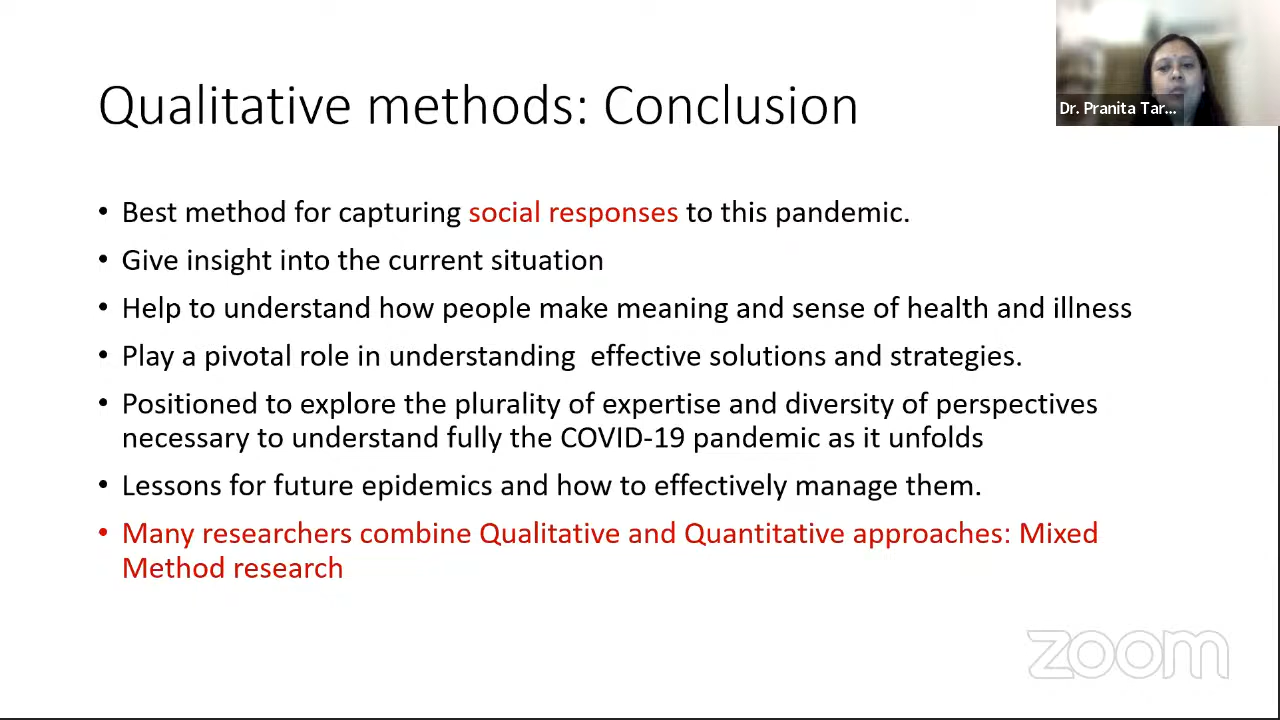 Qualitative methods: Conclusion
Dr. Pranita Tar...
• Best method for capturing social responses to this pandemic.
• Give insight into the current situation
• Help to understand how people make meaning and sense of health and illness
• Play a pivotal role in understanding  effective solutions and strategies.
• Positioned to explore the plurality of expertise and diversity of perspectives
necessary to understand fully the COVID-19 pandemic as it unfolds
• Lessons for future epidemics and how to effectively manage them.
• Many researchers combine Qualitative and Quantitative approaches: Mixed
Method research
zoom